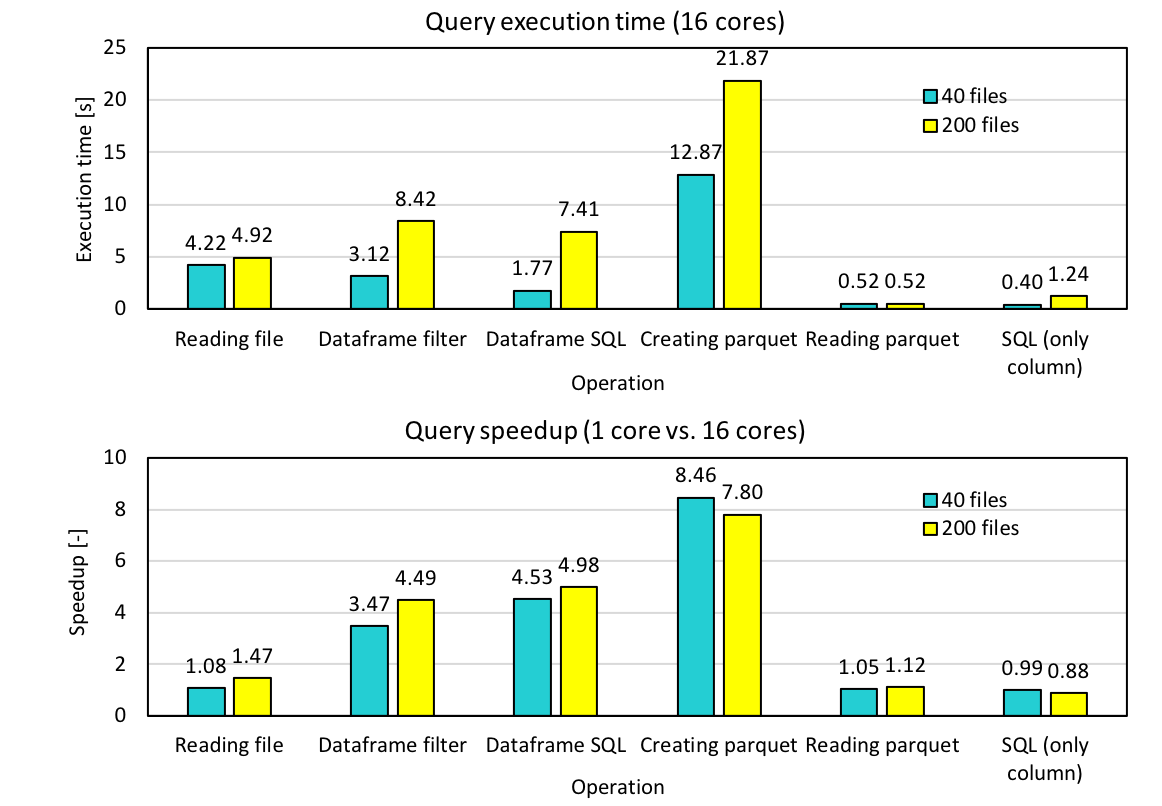 Query execution time (16 cores)
Execution time [s]
25
20
15
10
5
0
40 files
200 files
4.22 4.92
3.12 8.42
1.77 7.41
12.87 21.87
0.52 0.52
0.40 1.24
Reading file Dataframe filter Dataframe SQL Creating parquet Reading parquet SQL (only
column)
Operation
Query speedup (1 core vs. 16 cores)
Speedup [-]
10
8
6
4
2
0
40 files
200 files
1.08 1.47
3.47 4.49
4.53 4.98
8.46 7.80
1.05 1.12
0.99 0.88
Reading file Dataframe filter Dataframe SQL Creating parquet Reading parquet SQL (only
column)
Operation